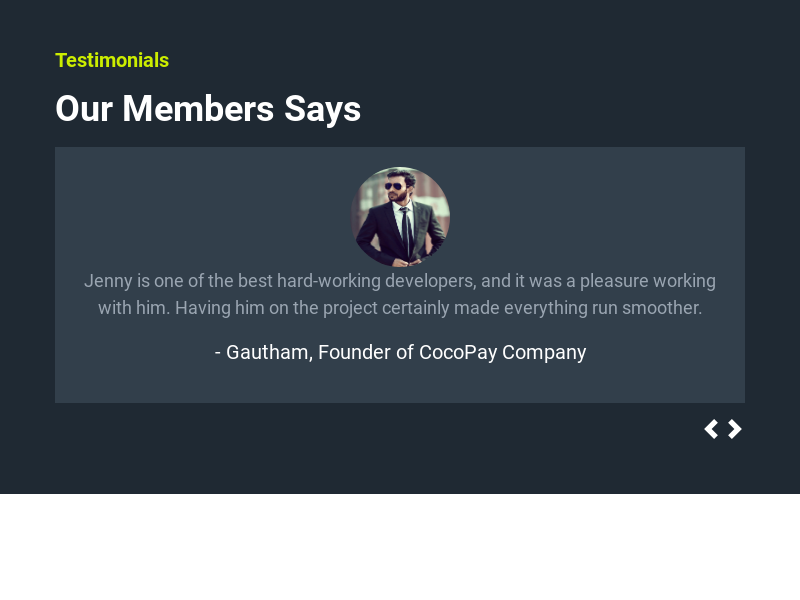 Testimonials
Our Members Says
Jenny is one of the best hard-working developers, and it was a pleasure working
with him. Having him on the project certainly made everything run smoother.
- Gautham, Founder of CocoPay Company